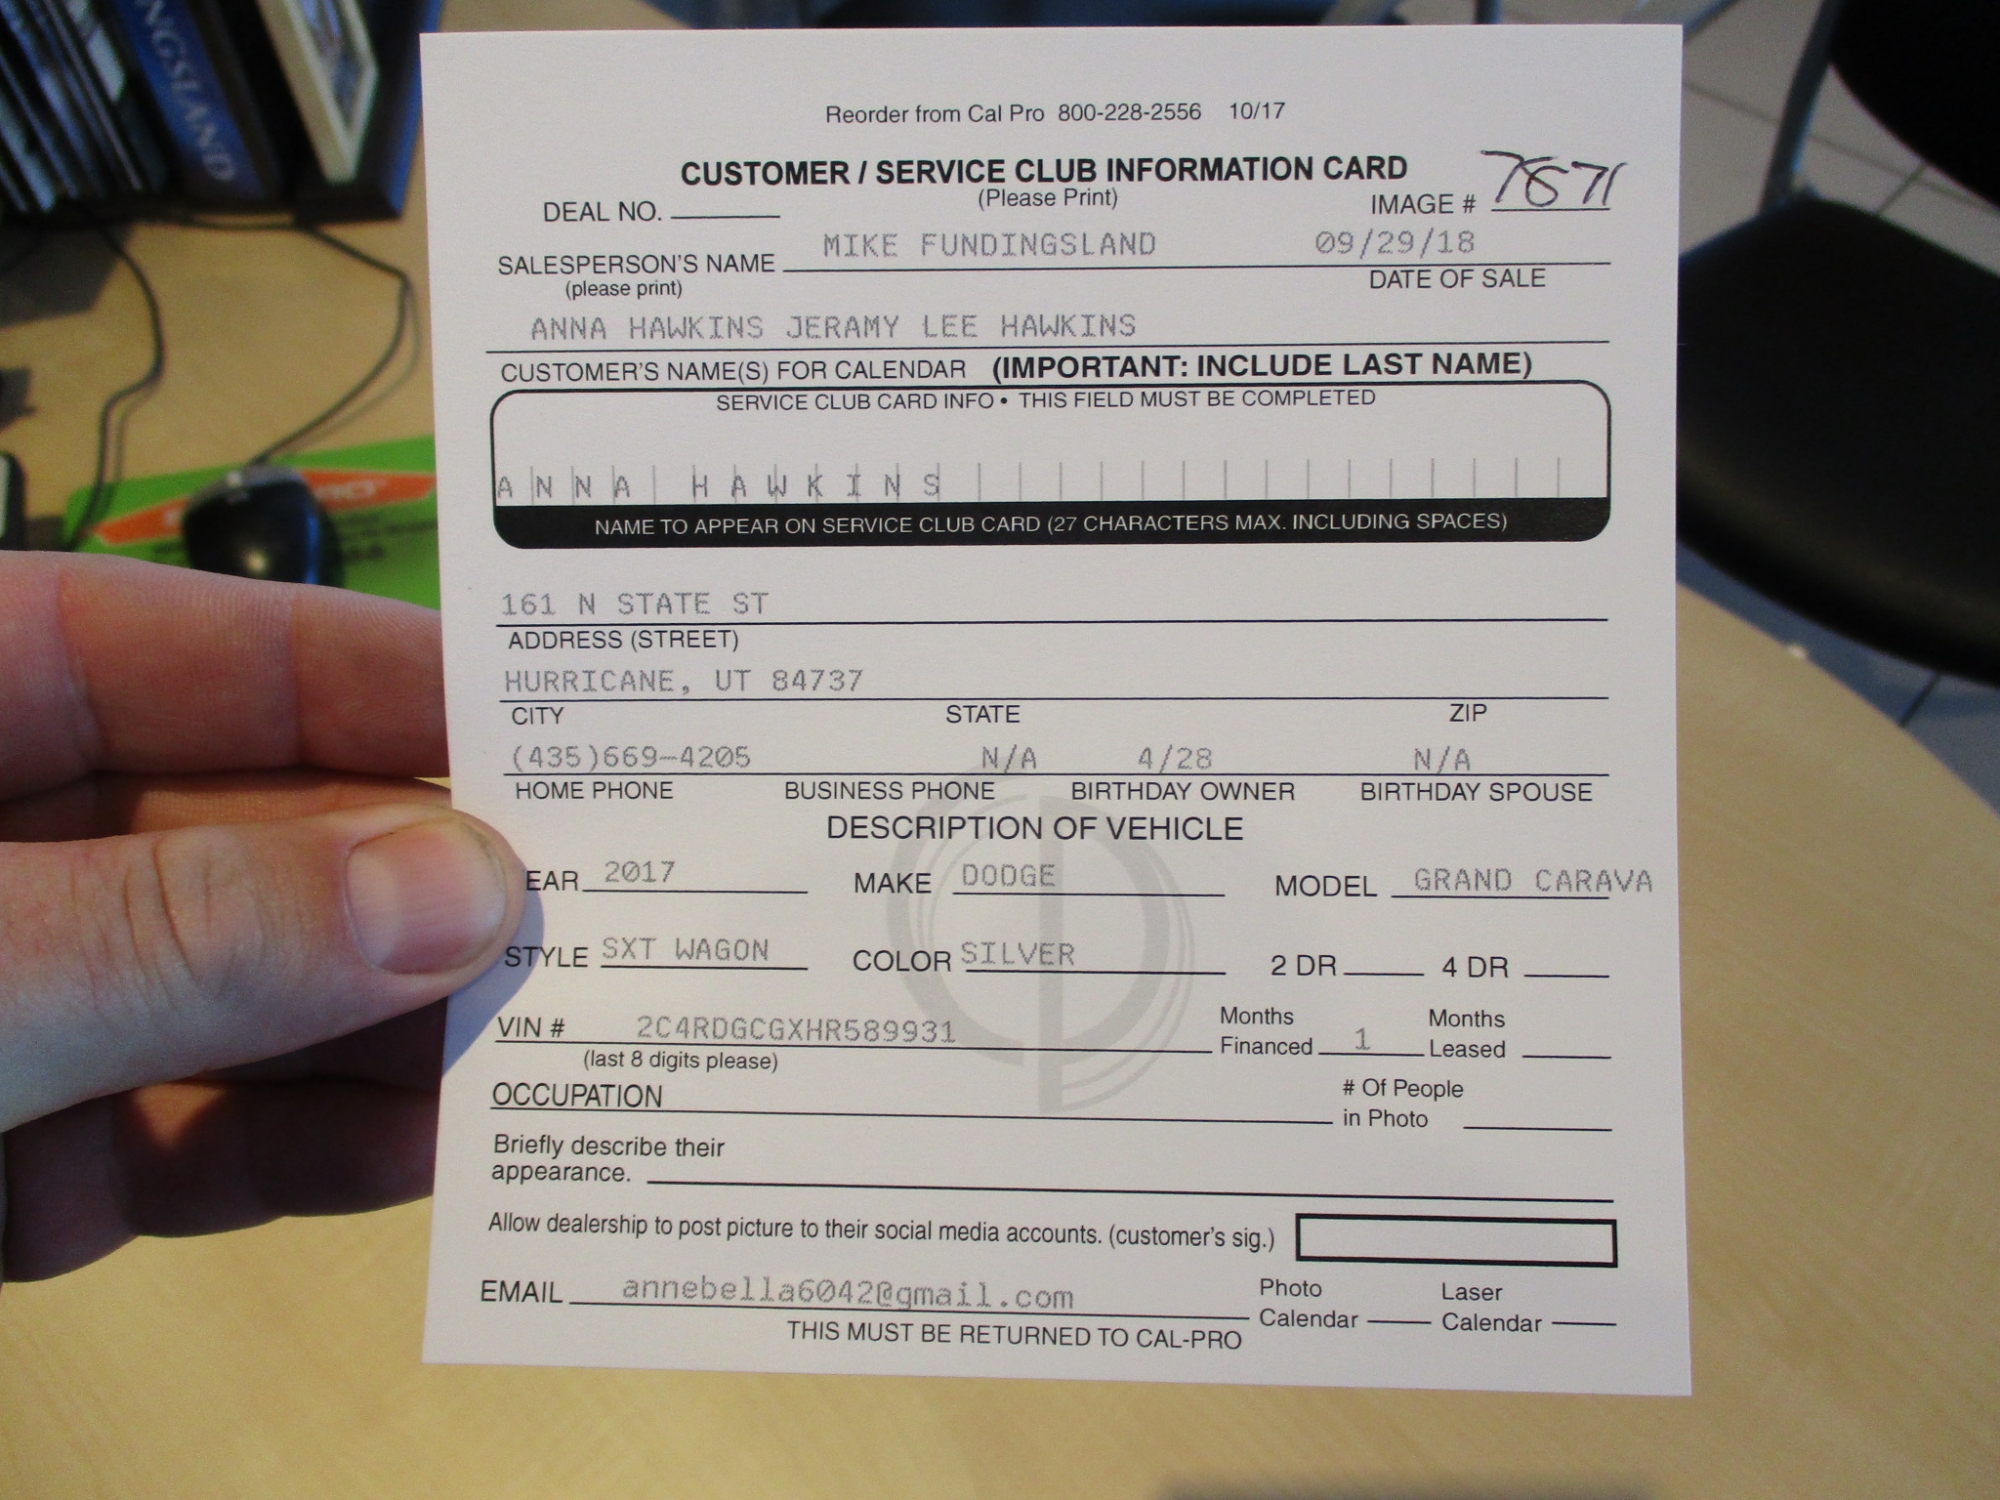 NGSLAND
Reorder from Cal Pro 800-228-2556 10/17
CUSTOMER / SERVICE CLUB INFORMATION CARD
(Please Print)
DEAL NO. IMAGE # 7871
SALESPERSON'S NAME MIKE FUNDINGSLAND 09/29/18
(please print) DATE OF SALE
ANNA HAWKINS JERAMY LEE HAWKINS
CUSTOMER'S NAME(S) FOR CALENDAR (IMPORTANT: INCLUDE LAST NAME)
SERVICE CLUB CARD INFO • THIS FIELD MUST BE COMPLETED
ANNA HAWKINS
NAME TO APPEAR ON SERVICE CLUB CARD (27 CHARACTERS MAX. INCLUDING SPACES)
161 N STATE ST
ADDRESS (STREET)
HURRICANE, UT 84737
CITY STATE ZIP
(435)669-4205 N/A 4/28 N/A
HOME PHONE BUSINESS PHONE BIRTHDAY OWNER BIRTHDAY SPOUSE
DESCRIPTION OF VEHICLE
EAR 2017 MAKE DODGE MODEL GRAND CARAVA
STYLE SXT WAGON COLOR SILVER 2 DR 4 DR
VIN # 2C4RDGCGXHR589931 Months Financed 1 Months Leased
(last 8 digits please)
OCCUPATION # Of People in Photo
Briefly describe their
appearance.
Allow dealership to post picture to their social media accounts. (customer's sig.)
EMAIL annebella6042@gmail.com Photo Calendar Laser Calendar
THIS MUST BE RETURNED TO CAL-PRO